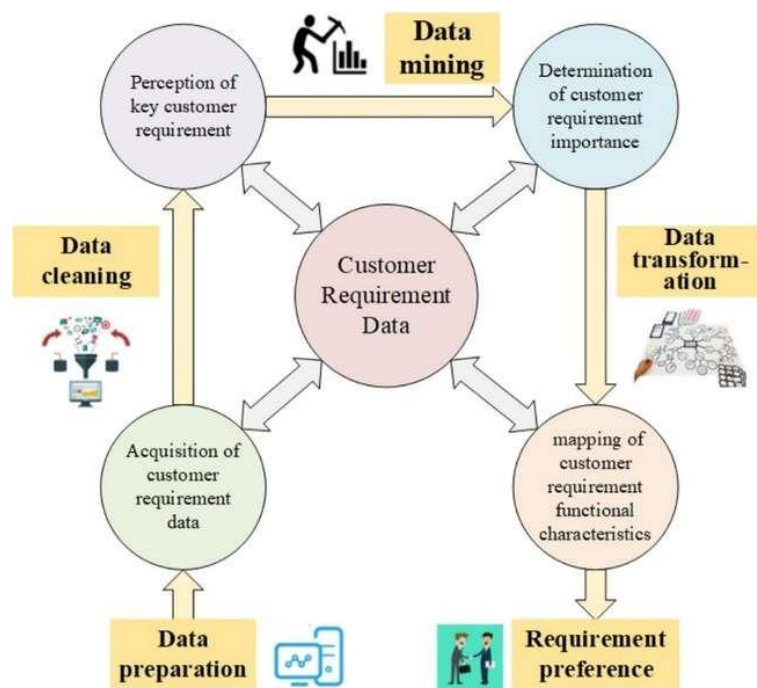 Data
mining
Perception of
key customer
requirement
Determination
of customer
requirement
importance
Data
cleaning
Customer
Requirement
Data
Data
transform-
ation
Acquisition of
customer
requirement
data
mapping of
customer
requirement
functional
characteristics
Data
preparation
Requirement
preference